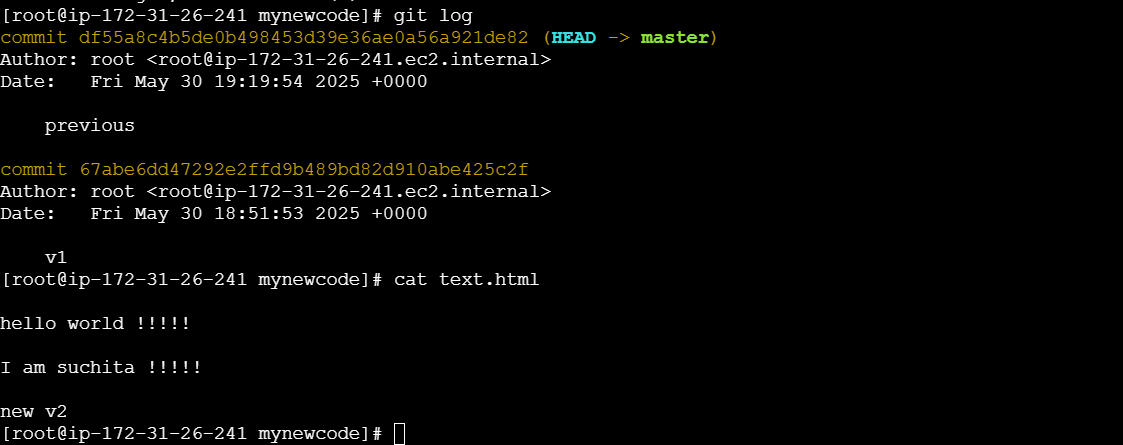 [root@ip-172-31-26-241 mynewcode]# git log
commit df55a8c4b5de0b498453d39e36ae0a56a921de82 (HEAD -> master)
Author: root <root@ip-172-31-26-241.ec2.internal>
Date:   Fri May 30 19:19:54 2025 +0000
    previous
commit 67abe6dd47292e2ffd9b489bd82d910abe425c2f
Author: root <root@ip-172-31-26-241.ec2.internal>
Date:   Fri May 30 18:51:53 2025 +0000
    v1
[root@ip-172-31-26-241 mynewcode]# cat text.html
hello world !!!!!
I am suchita !!!!!
new v2
[root@ip-172-31-26-241 mynewcode]#